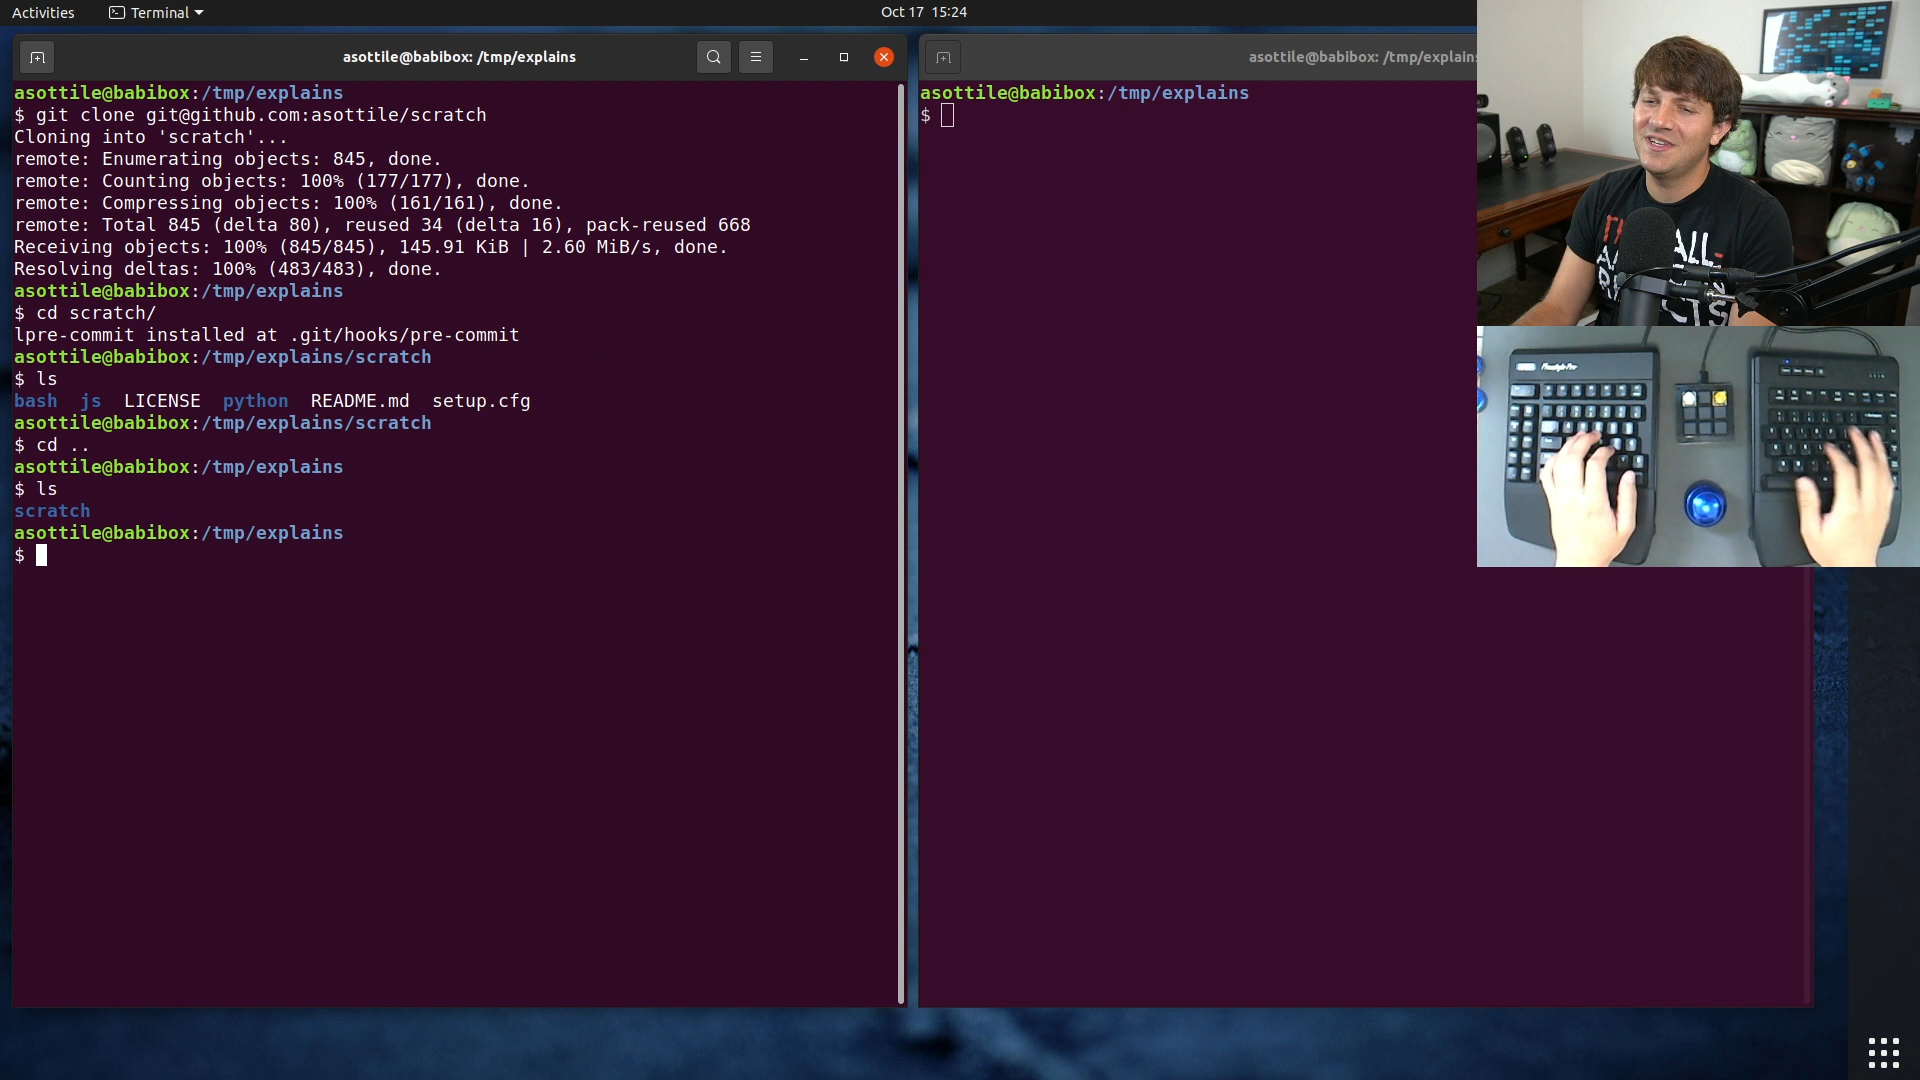 Activities
Terminal
Oct 17 15:24
asottile@babibox: /tmp/explains
asottile@babibox:/tmp/explains
$ git clone git@github.com:asottile/scratch
Cloning into 'scratch'...
remote: Enumerating objects: 845, done.
remote: Counting objects: 100% (177/177), done.
remote: Compressing objects: 100% (161/161), done.
remote: Total 845 (delta 80), reused 34 (delta 16), pack-reused 668
Receiving objects: 100% (845/845), 145.91 KiB | 2.60 MiB/s, done.
Resolving deltas: 100% (483/483), done.
asottile@babibox:/tmp/explains
$ cd scratch/
lpre-commit installed at .git/hooks/pre-commit
asottile@babibox:/tmp/explains/scratch
$ ls
bash js LICENSE python README.md setup.cfg
asottile@babibox:/tmp/explains/scratch
$ cd ..
asottile@babibox:/tmp/explains
$ ls
scratch
asottile@babibox:/tmp/explains
$
asottile@babibox: /tmp/explains
asottile@babibox:/tmp/explains
$